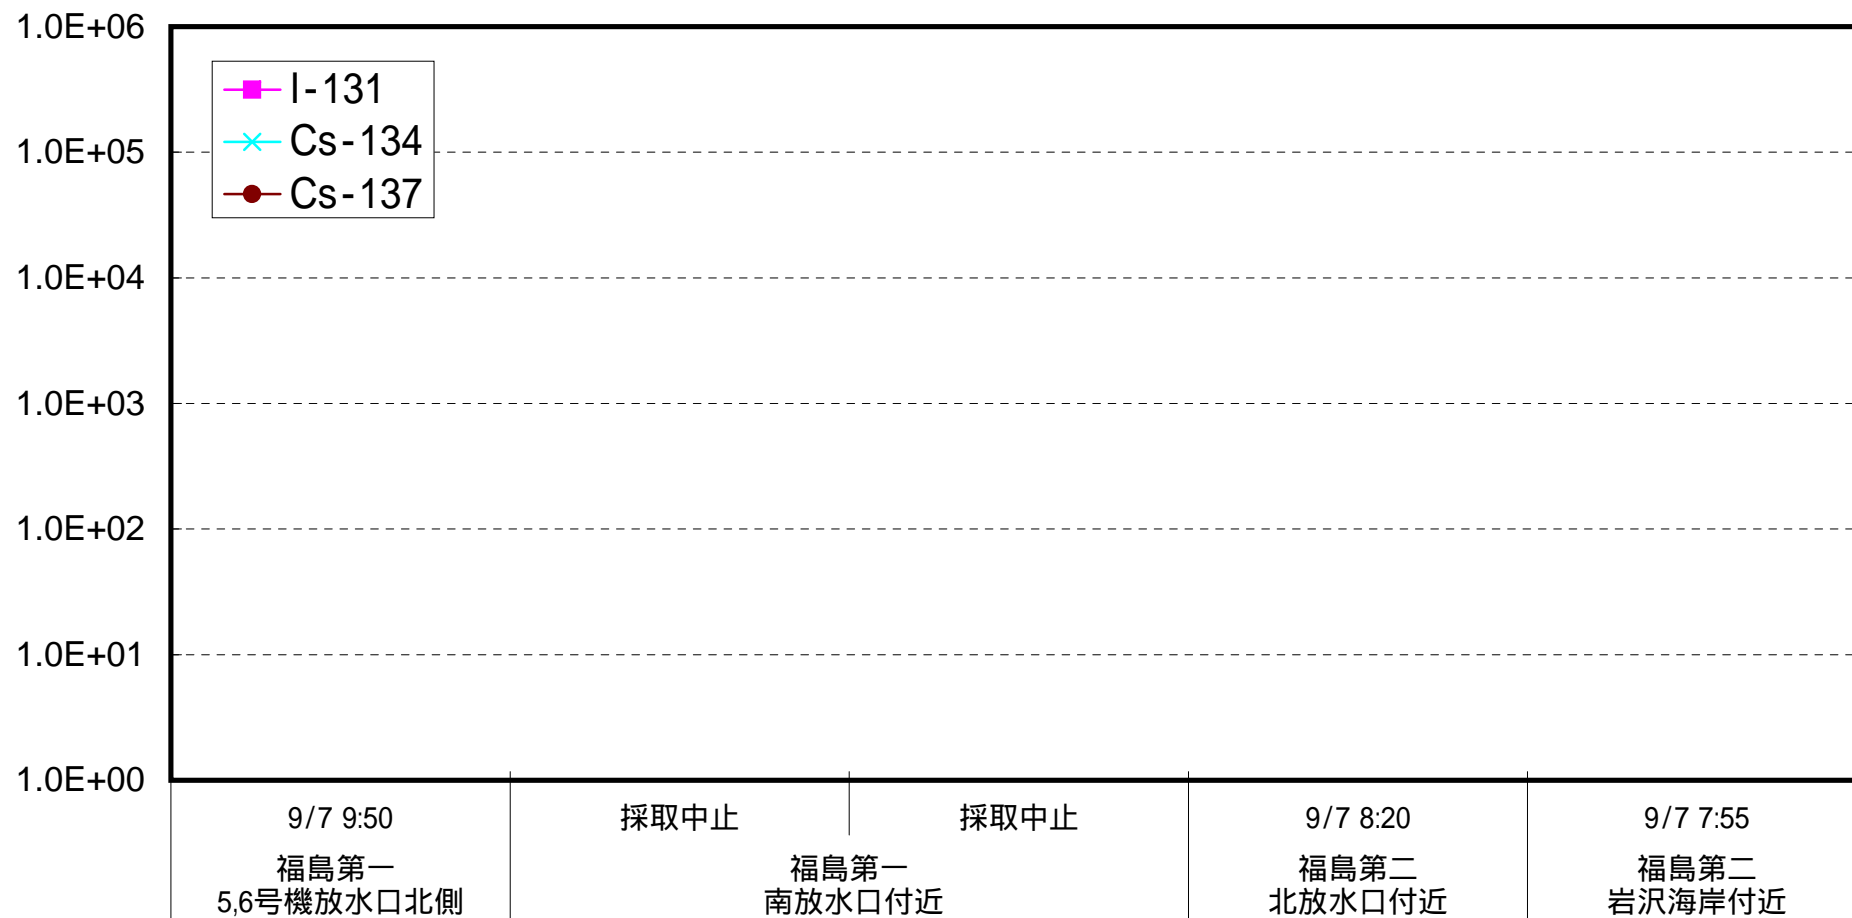 1.0E+06
1.0E+05
1.0E+04
1.0E+03
1.0E+02
1.0E+01
1.0E+00
I-131
Cs-134
Cs-137
9/7 9:50
採取中止
採取中止
9/7 8:20
9/7 7:55
福島第一
5,6号機放水口北側
福島第一
南放水口付近
福島第二
北放水口付近
福島第二
岩沢海岸付近